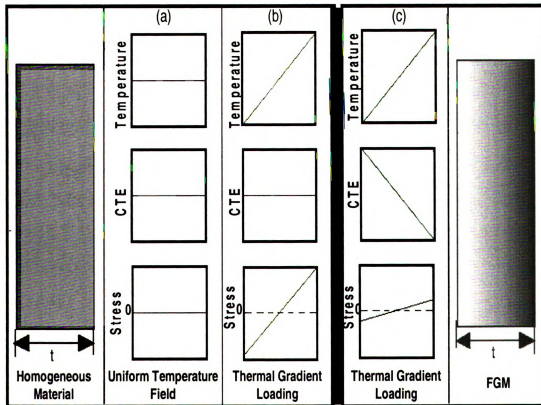 (a)
(b)
(c)
Temperature
Temperature
Temperature
CTE
CTE
CTE
Stress
0
Stress
0
Stress
0
t
t
Homogeneous
Material
Uniform Temperature
Field
Thermal Gradient
Loading
Thermal Gradient
Loading
FGM